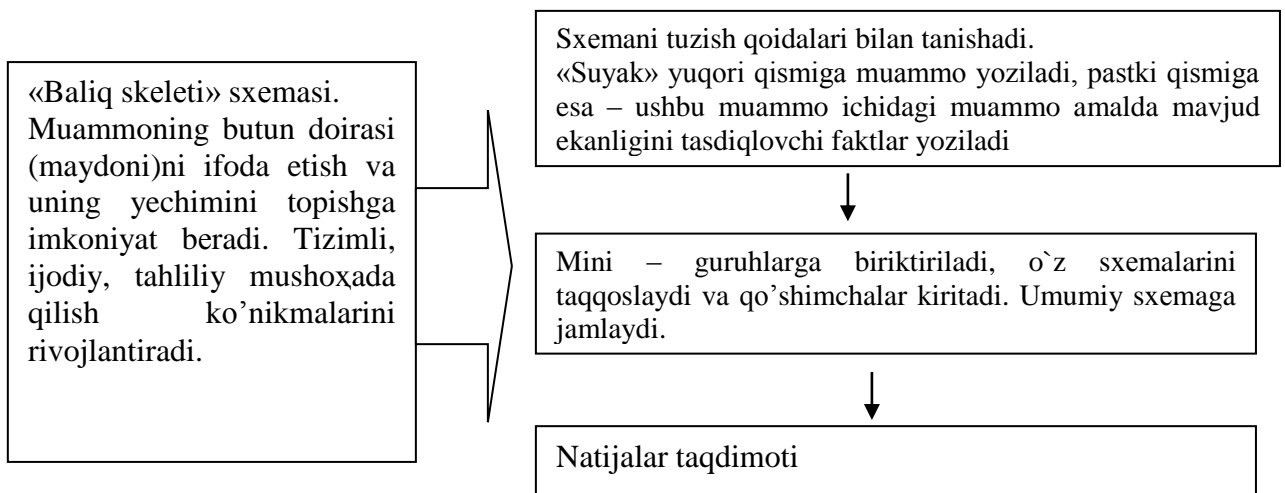 «Baliq skeleti» sxemasi.
Muammoning butun doirasi
(maydoni)ni ifoda etish va
uning yechimini topishga
imkoniyat beradi. Tizimli,
ijodiy, tahliliy mushoҳada
qilish ko’nikmalarini
rivojlantiradi.
Sxemani tuzish qoidalari bilan tanishadi.
«Suyak» yuqori qismiga muammo yoziladi, pastki qismiga
esa – ushbu muammo ichidagi muammo amalda mavjud
ekanligini tasdiqlovchi faktlar yoziladi
Mini – guruhlarga biriktiriladi, o`z sxemalarini
taqqoslaydi va qo’shimchalar kiritadi. Umumiy sxemaga
jamlaydi.
Natijalar taqdimoti